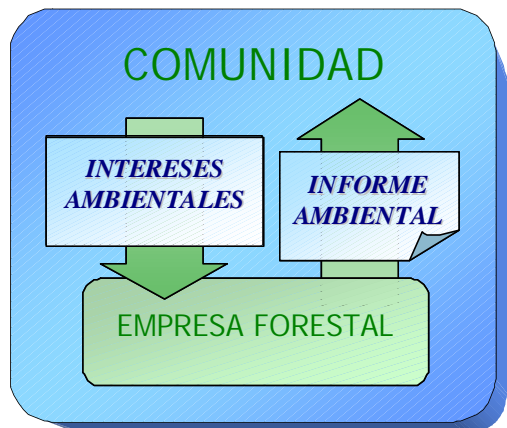 COMUNIDAD
INTERESES
AMBIENTALES
INFORME
AMBIENTAL
EMPRESA FORESTAL